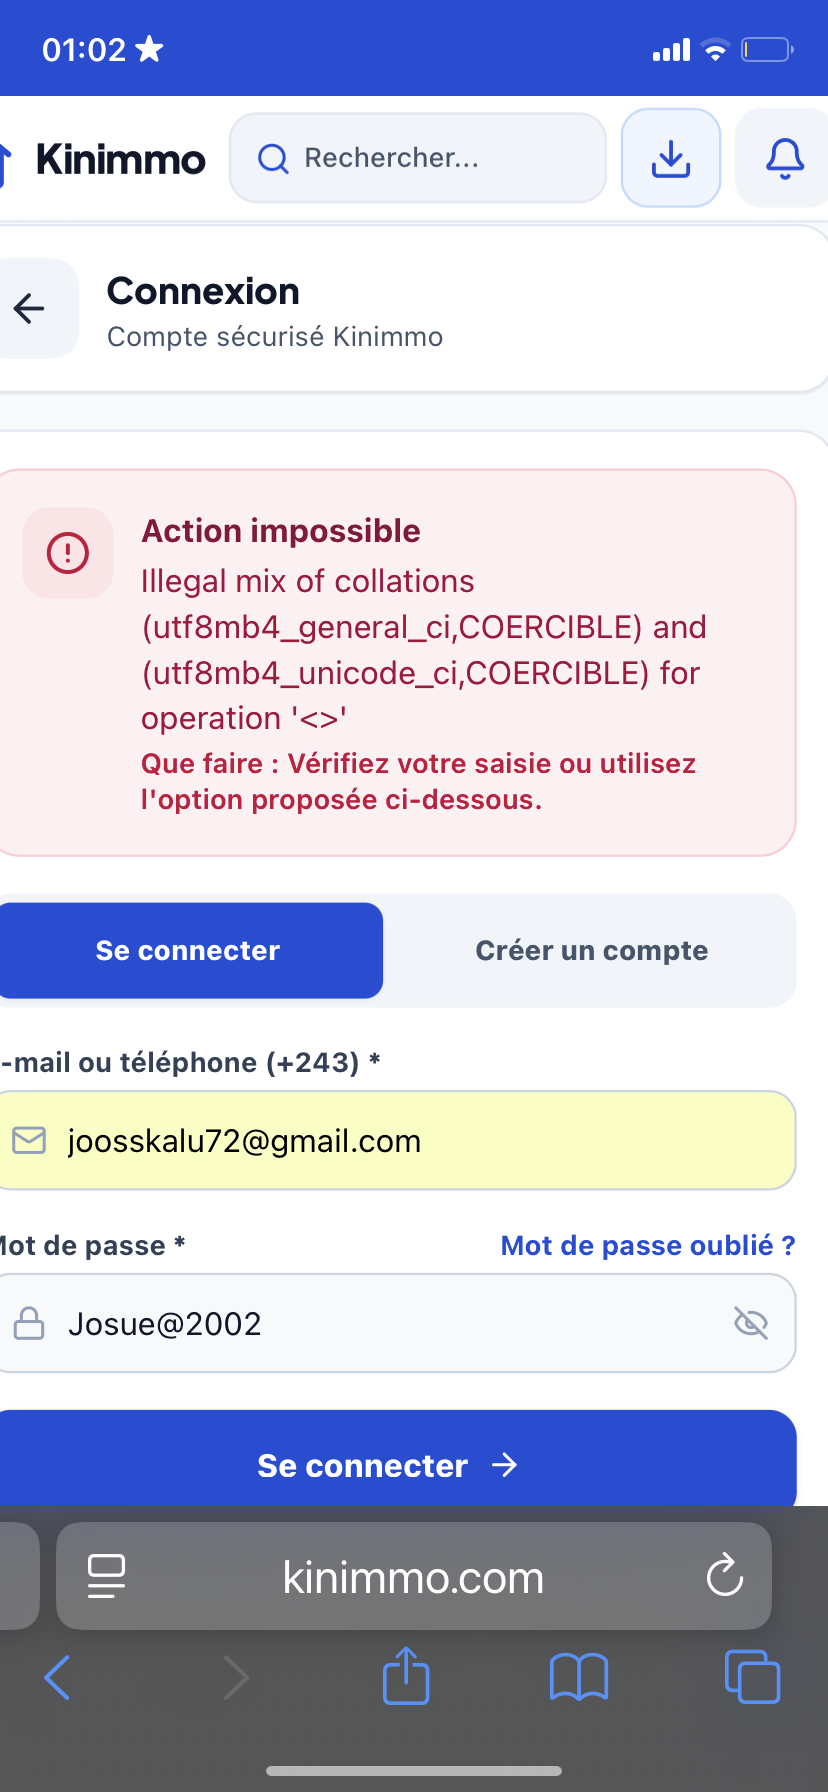 01:02
Kinimmo
Rechercher...
Connexion
Compte sécurisé Kinimmo
Action impossible
Illegal mix of collations
(utf8mb4_general_ci,COERCIBLE) and
(utf8mb4_unicode_ci,COERCIBLE) for
operation '<>'
Que faire : Vérifiez votre saisie ou utilisez
l'option proposée ci-dessous.
Se connecter
Créer un compte
-mail ou téléphone (+243) *
joosskalu72@gmail.com
Mot de passe *
Mot de passe oublié ?
Josue@2002
Se connecter →
kinimmo.com